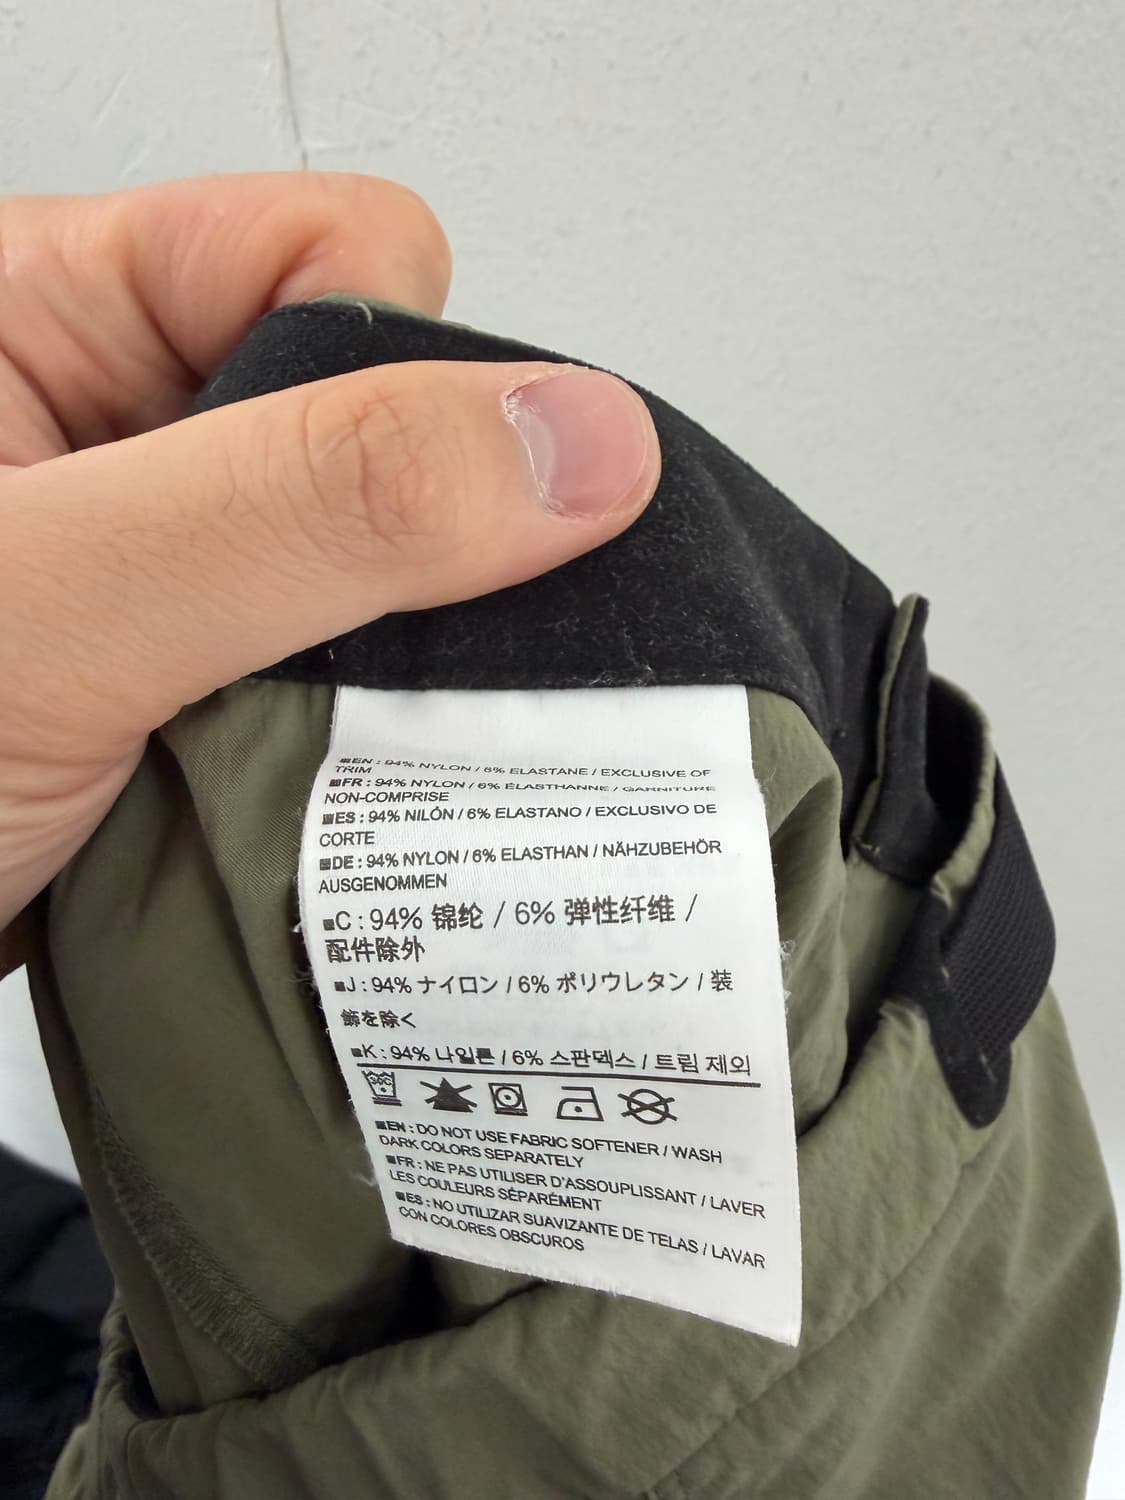 EN : 94% NYLON / 6% ELASTANE / EXCLUSIVE OF
TRIM
FR : 94% NYLON / 6% ÉLASTHANNE / GARNITURE
NON-COMPRISE
ES : 94% NILÓN / 6% ELASTANO / EXCLUSIVO DE
CORTE
DE : 94% NYLON / 6% ELASTHAN / NÄHZUBEHÖR
AUSGENOMMEN
C : 94% 锦纶 / 6% 弹性纤维 /
配件除外
J : 94% ナイロン / 6% ポリウレタン / 装
飾を除く
K : 94% 나일론 / 6% 스판덱스 / 트림 제외
30C
EN : DO NOT USE FABRIC SOFTENER / WASH
DARK COLORS SEPARATELY
FR : NE PAS UTILISER D'ASSOUPLISSANT / LAVER
LES COULEURS SÉPARÉMENT
ES : NO UTILIZAR SUAVIZANTE DE TELAS / LAVAR
CON COLORES OBSCUROS